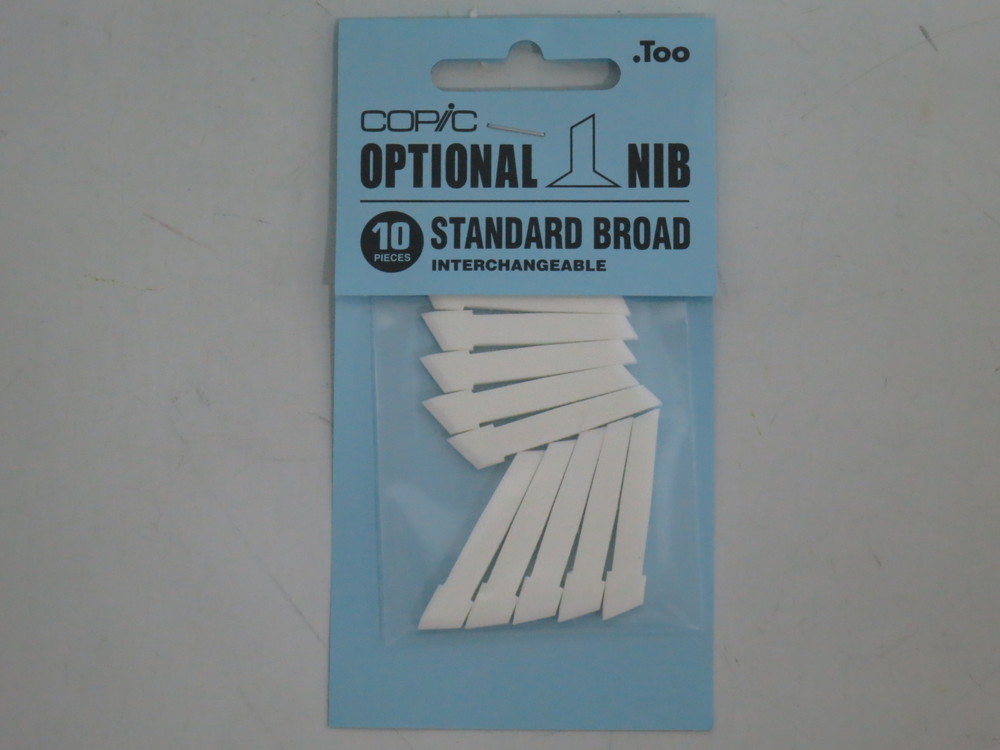 .Too
COPIC
OPTIONAL NIB
10 PIECES
STANDARD BROAD
INTERCHANGEABLE